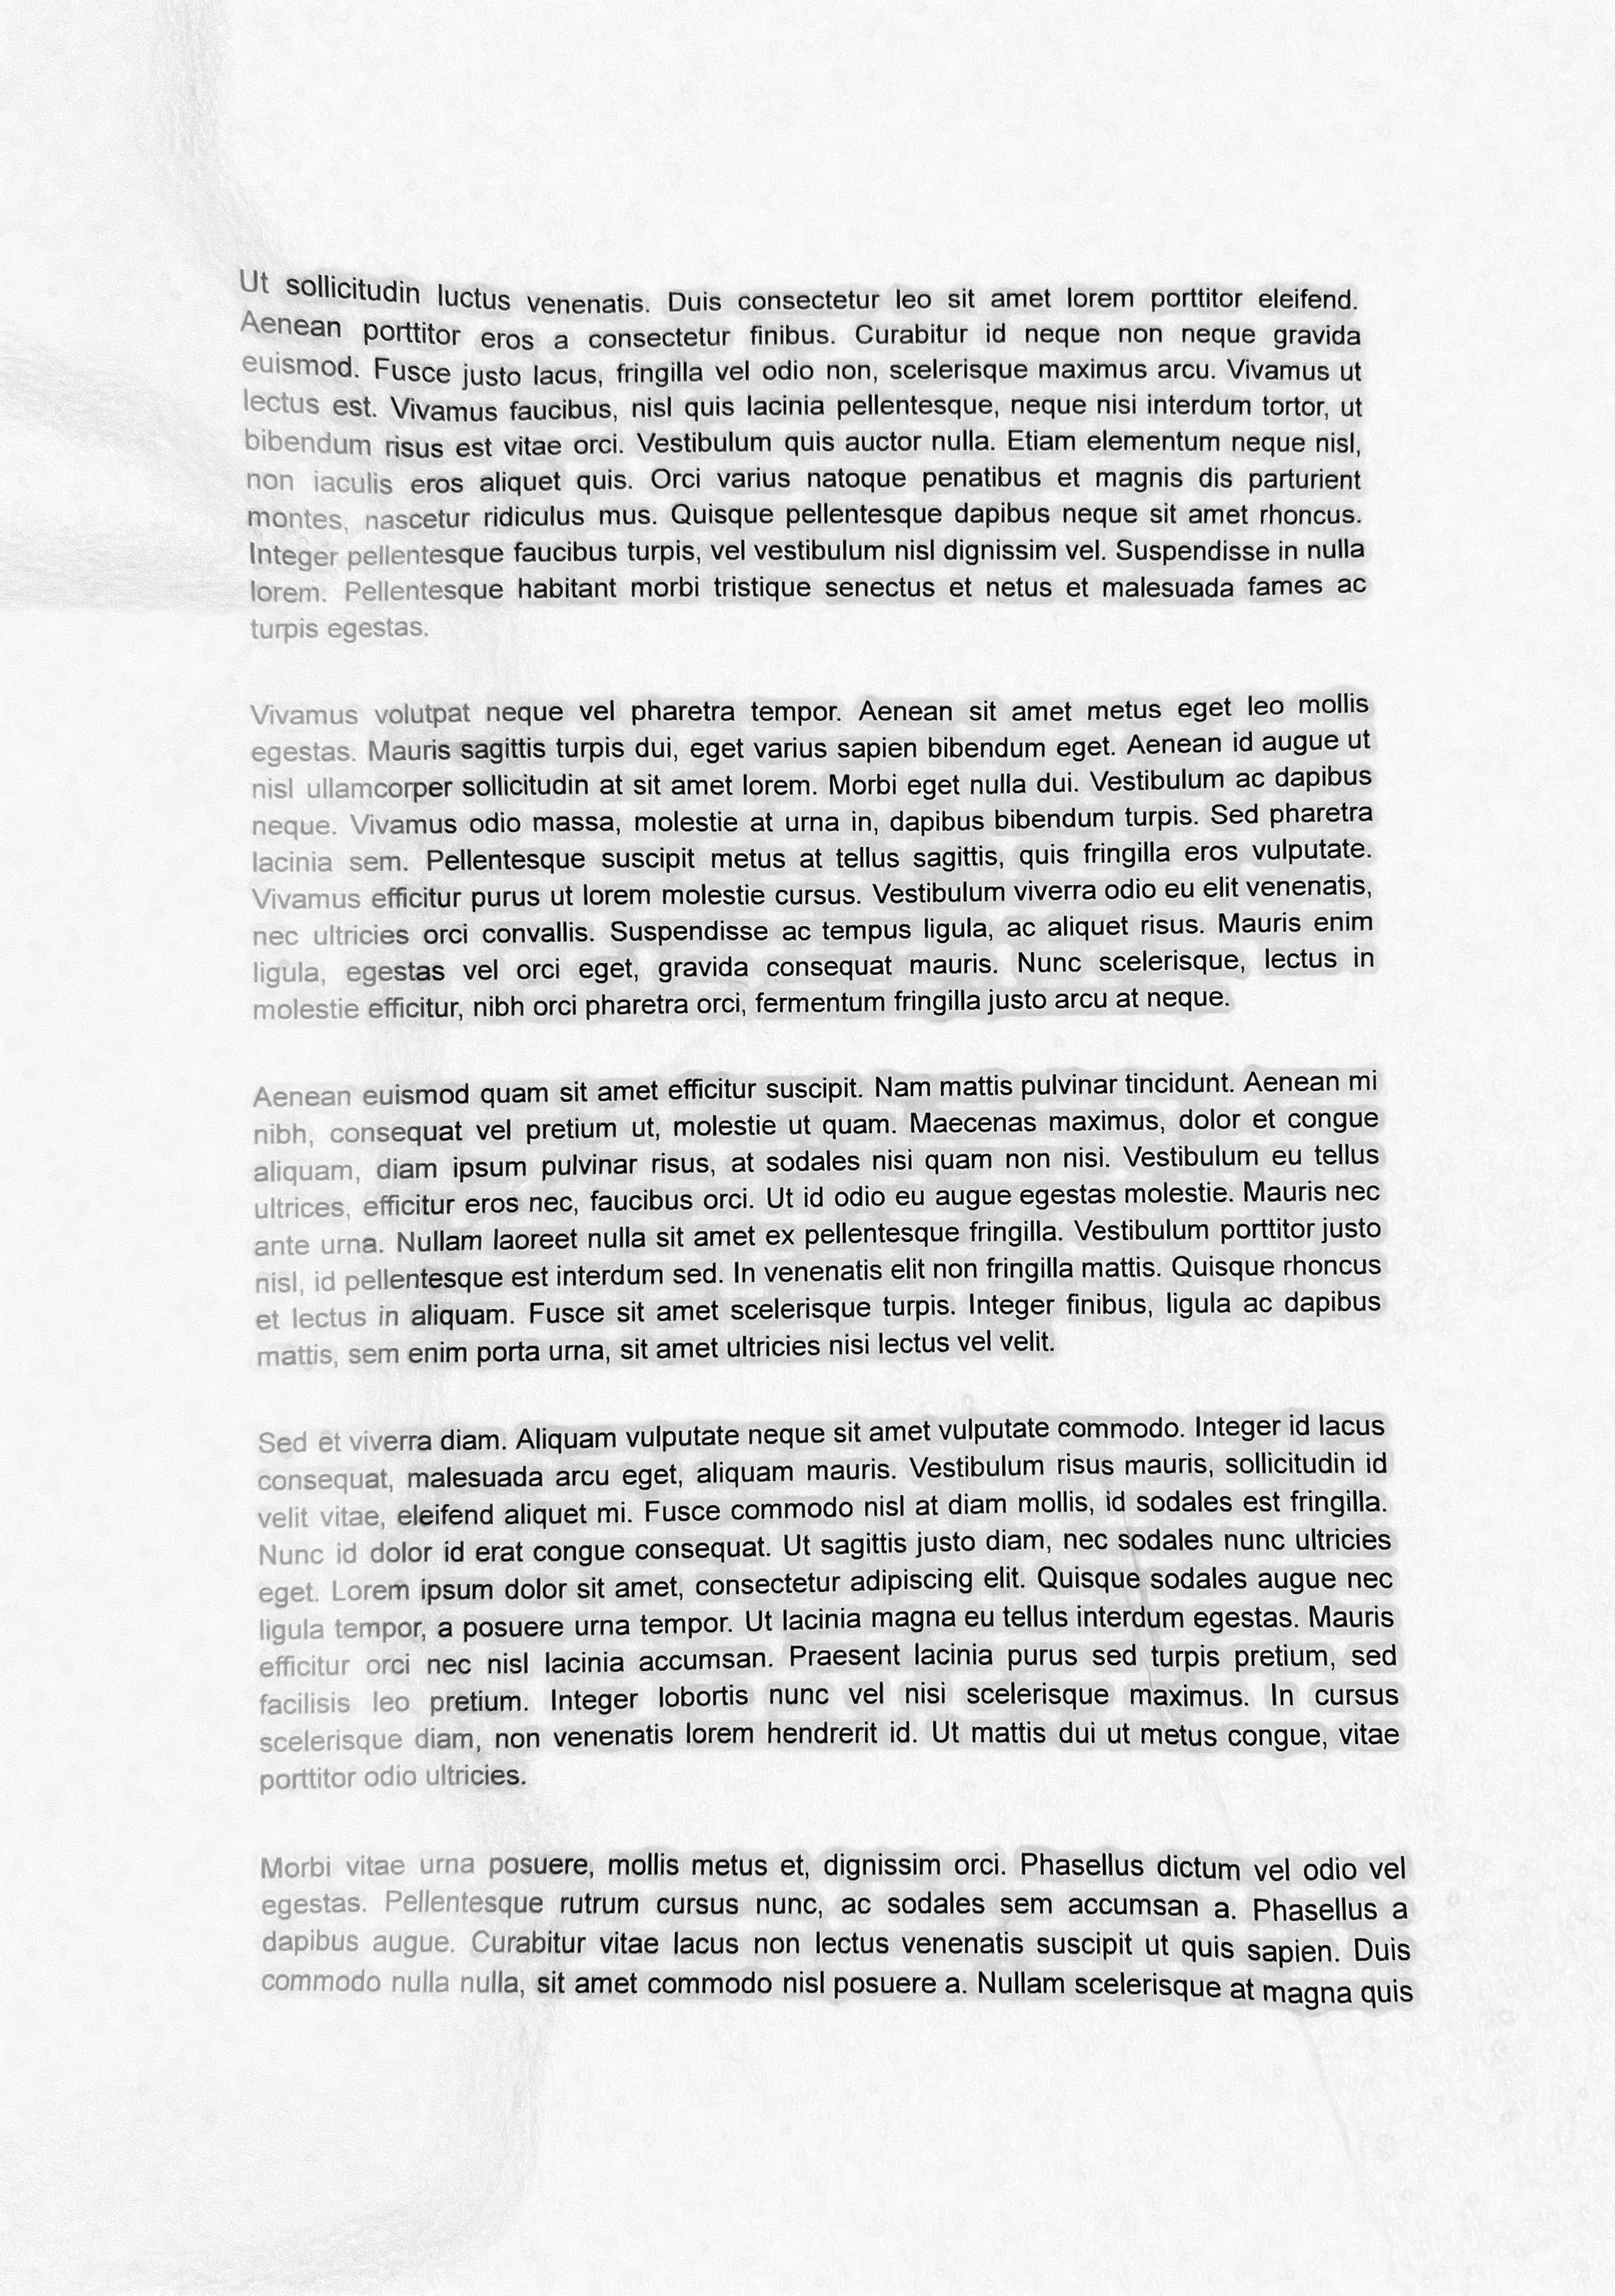 Ut sollicitudin luctus venenatis. Duis consectetur leo sit amet lorem porttitor eleifend.
Aenean porttitor eros a consectetur finibus. Curabitur id neque non neque gravida
euismod. Fusce justo lacus, fringilla vel odio non, scelerisque maximus arcu. Vivamus ut
lectus est. Vivamus faucibus, nisl quis lacinia pellentesque, neque nisi interdum tortor, ut
bibendum risus est vitae orci. Vestibulum quis auctor nulla. Etiam elementum neque nisl,
non iaculis eros aliquet quis. Orci varius natoque penatibus et magnis dis parturient
montes, nascetur ridiculus mus. Quisque pellentesque dapibus neque sit amet rhoncus.
Integer pellentesque faucibus turpis, vel vestibulum nisl dignissim vel. Suspendisse in nulla
lorem. Pellentesque habitant morbi tristique senectus et netus et malesuada fames ac
turpis egestas.
Vivamus volutpat neque vel pharetra tempor. Aenean sit amet metus eget leo mollis
egestas. Mauris sagittis turpis dui, eget varius sapien bibendum eget. Aenean id augue ut
nisl ullamcorper sollicitudin at sit amet lorem. Morbi eget nulla dui. Vestibulum ac dapibus
neque. Vivamus odio massa, molestie at urna in, dapibus bibendum turpis. Sed pharetra
lacinia sem. Pellentesque suscipit metus at tellus sagittis, quis fringilla eros vulputate.
Vivamus efficitur purus ut lorem molestie cursus. Vestibulum viverra odio eu elit venenatis,
nec ultricies orci convallis. Suspendisse ac tempus ligula, ac aliquet risus. Mauris enim
ligula, egestas vel orci eget, gravida consequat mauris. Nunc scelerisque, lectus in
molestie efficitur, nibh orci pharetra orci, fermentum fringilla justo arcu at neque.
Aenean euismod quam sit amet efficitur suscipit. Nam mattis pulvinar tincidunt. Aenean mi
nibh, consequat vel pretium ut, molestie ut quam. Maecenas maximus, dolor et congue
aliquam, diam ipsum pulvinar risus, at sodales nisi quam non nisi. Vestibulum eu tellus
ultrices, efficitur eros nec, faucibus orci. Ut id odio eu augue egestas molestie. Mauris nec
ante urna. Nullam laoreet nulla sit amet ex pellentesque fringilla. Vestibulum porttitor justo
nisl, id pellentesque est interdum sed. In venenatis elit non fringilla mattis. Quisque rhoncus
et lectus in aliquam. Fusce sit amet scelerisque turpis. Integer finibus, ligula ac dapibus
mattis, sem enim porta urna, sit amet ultricies nisi lectus vel velit.
Sed et viverra diam. Aliquam vulputate neque sit amet vulputate commodo. Integer id lacus
consequat, malesuada arcu eget, aliquam mauris. Vestibulum risus mauris, sollicitudin id
velit vitae, eleifend aliquet mi. Fusce commodo nisl at diam mollis, id sodales est fringilla.
Nunc id dolor id erat congue consequat. Ut sagittis justo diam, nec sodales nunc ultricies
eget. Lorem ipsum dolor sit amet, consectetur adipiscing elit. Quisque sodales augue nec
ligula tempor, a posuere urna tempor. Ut lacinia magna eu tellus interdum egestas. Mauris
efficitur orci nec nisl lacinia accumsan. Praesent lacinia purus sed turpis pretium, sed
facilisis leo pretium. Integer lobortis nunc vel nisi scelerisque maximus. In cursus
scelerisque diam, non venenatis lorem hendrerit id. Ut mattis dui ut metus congue, vitae
porttitor odio ultricies.
Morbi vitae urna posuere, mollis metus et, dignissim orci. Phasellus dictum vel odio vel
egestas. Pellentesque rutrum cursus nunc, ac sodales sem accumsan a. Phasellus a
dapibus augue. Curabitur vitae lacus non lectus venenatis suscipit ut quis sapien. Duis
commodo nulla nulla, sit amet commodo nisl posuere a. Nullam scelerisque at magna quis